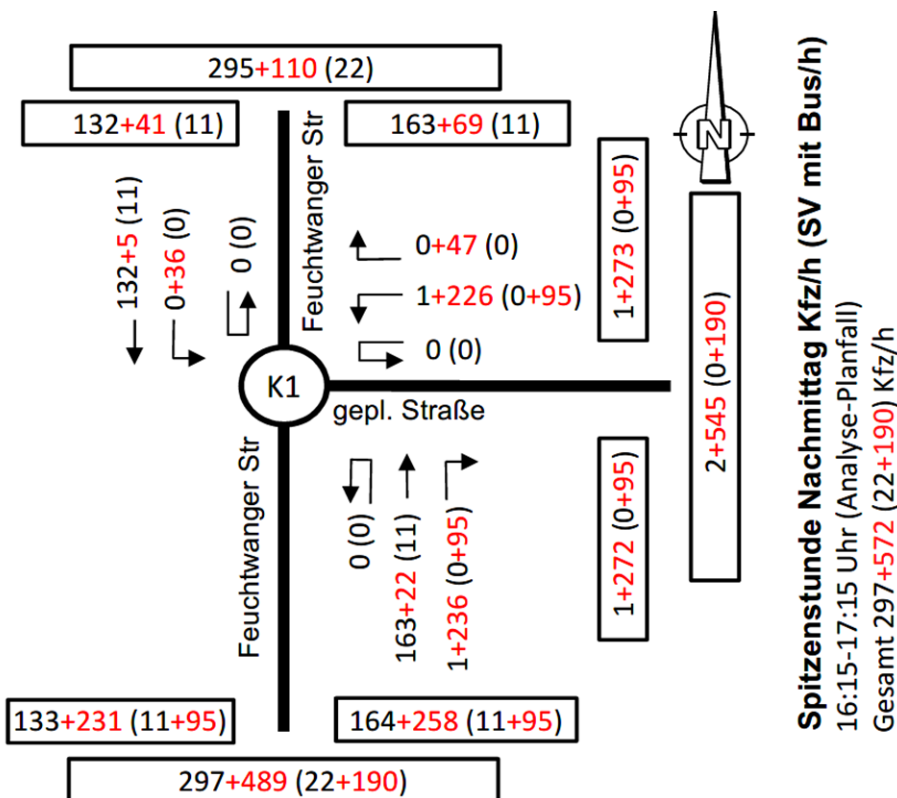 295+110 (22)
132+41 (11)
163+69 (11)
N
132+5 (11)
0+36 (0)
0 (0)
Feuchtwanger Str
0+47 (0)
1+226 (0+95)
0 (0)
1+273 (0+95)
2+545 (0+190)
K1
gepl. Straße
Feuchtwanger Str
0 (0)
163+22 (11)
1+236 (0+95)
1+272 (0+95)
133+231 (11+95)
164+258 (11+95)
297+489 (22+190)
Spitzenstunde Nachmittag Kfz/h (SV mit Bus/h)
16:15-17:15 Uhr (Analyse-Planfall)
Gesamt 297+572 (22+190) Kfz/h